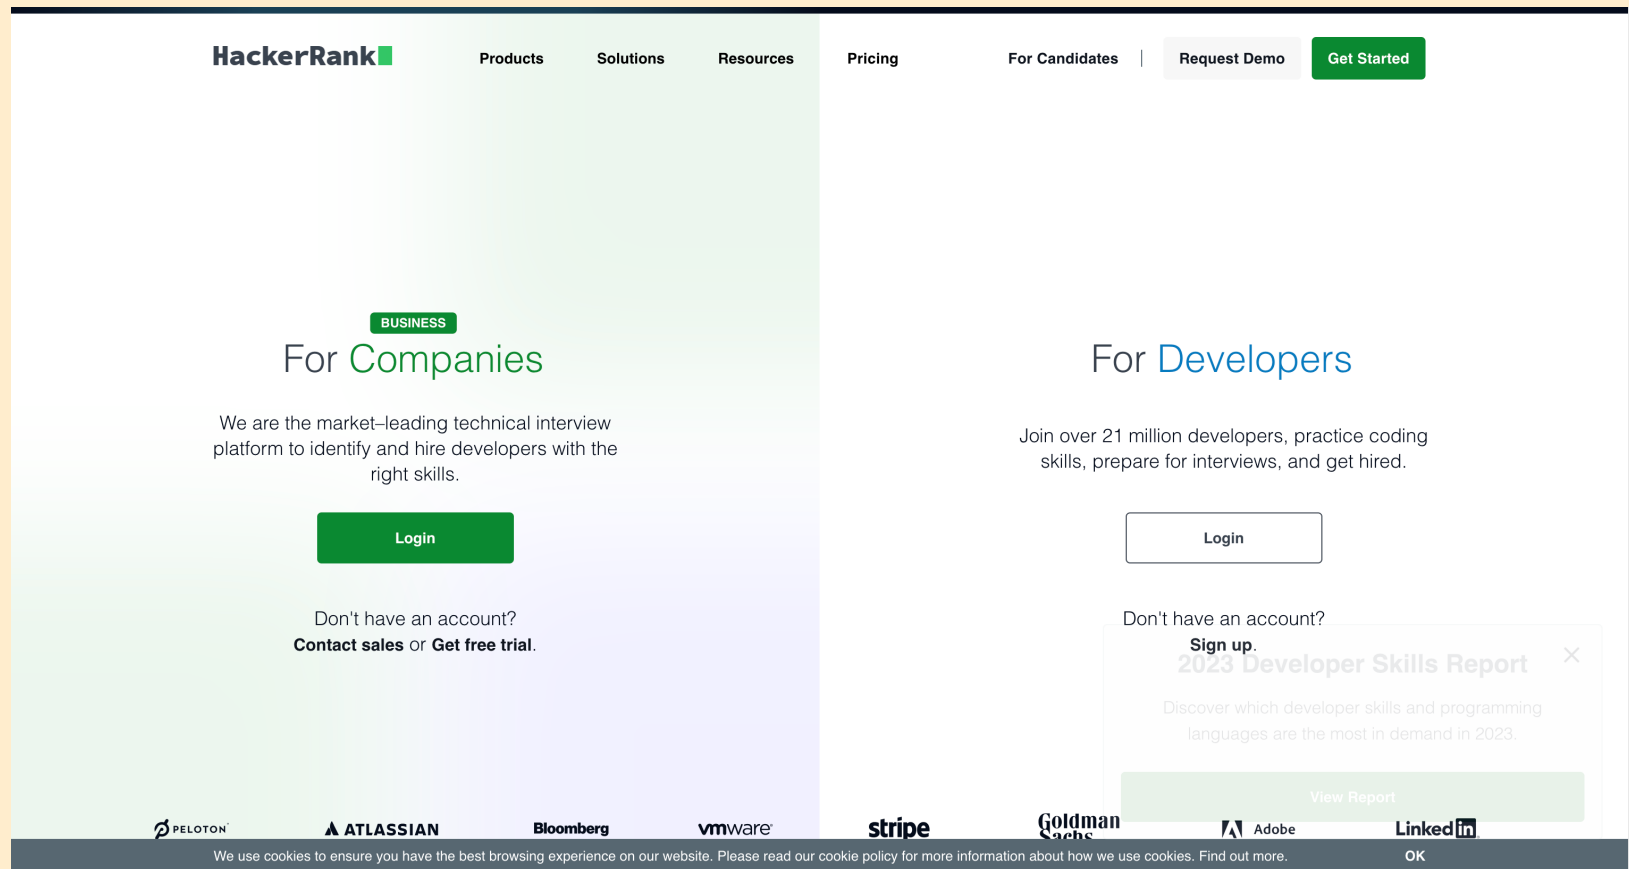 HackerRank
Products Solutions Resources Pricing For Candidates Request Demo Get Started
BUSINESS
For Companies
We are the market–leading technical interview
platform to identify and hire developers with the
right skills.
Login
Don't have an account?
Contact sales or Get free trial.
For Developers
Join over 21 million developers, practice coding
skills, prepare for interviews, and get hired.
Login
Don't have an account?
Sign up.
2023 Developer Skills Report
Discover which developer skills and programming
languages are the most in demand in 2023.
View Report
PELOTON ATLASSIAN Bloomberg vmware stripe Goldman Sachs Adobe Linkedin
We use cookies to ensure you have the best browsing experience on our website. Please read our cookie policy for more information about how we use cookies. Find out more. OK